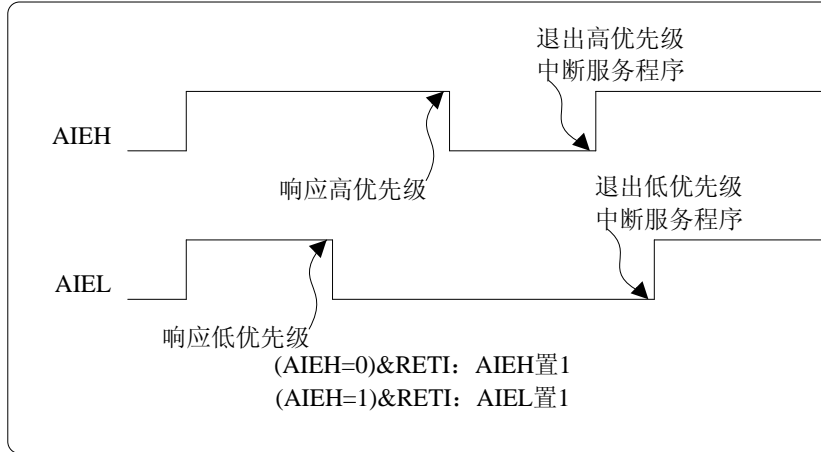 退出高优先级
中断服务程序
AIEH
响应高优先级
退出低优先级
中断服务程序
AIEL
响应低优先级
(AIEH=0)&RETI：AIEH置1
(AIEH=1)&RETI：AIEL置1